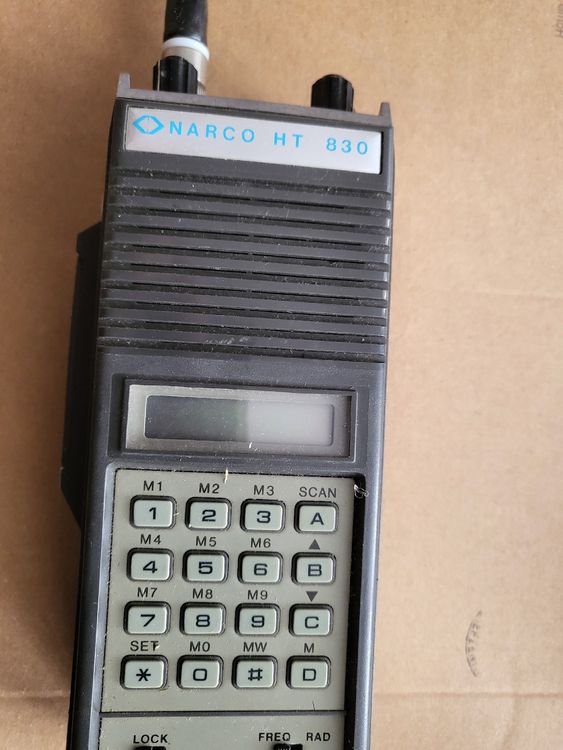 NARCO HT 830
M1 M2 M3 SCAN
1 2 3 A
M4 M5 M6 ▲
4 5 6 B
M7 M8 M9 ▼
7 8 9 C
SET M0 MW M
* 0 # D
LOCK FREQ RAD